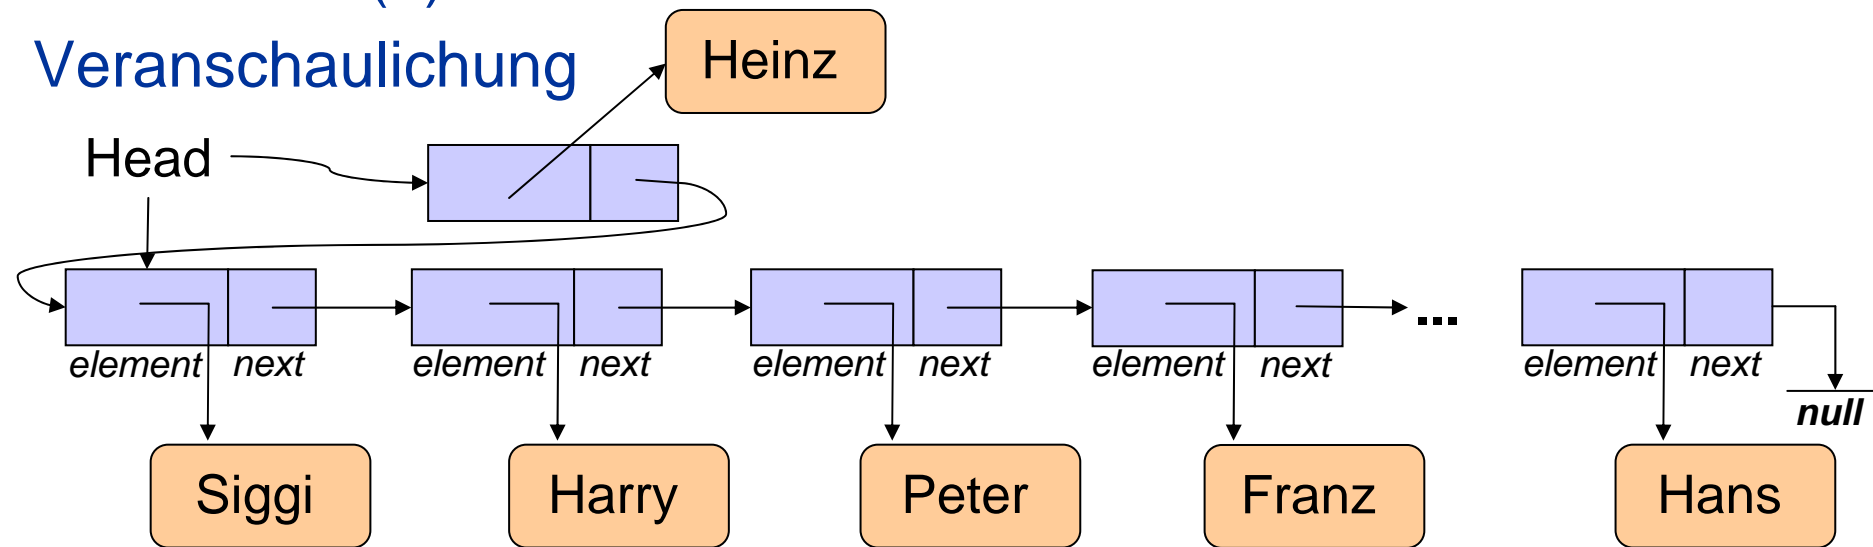 Veranschaulichung
Heinz
Head
element next element next element next element next ... element next
null
Siggi Harry Peter Franz Hans